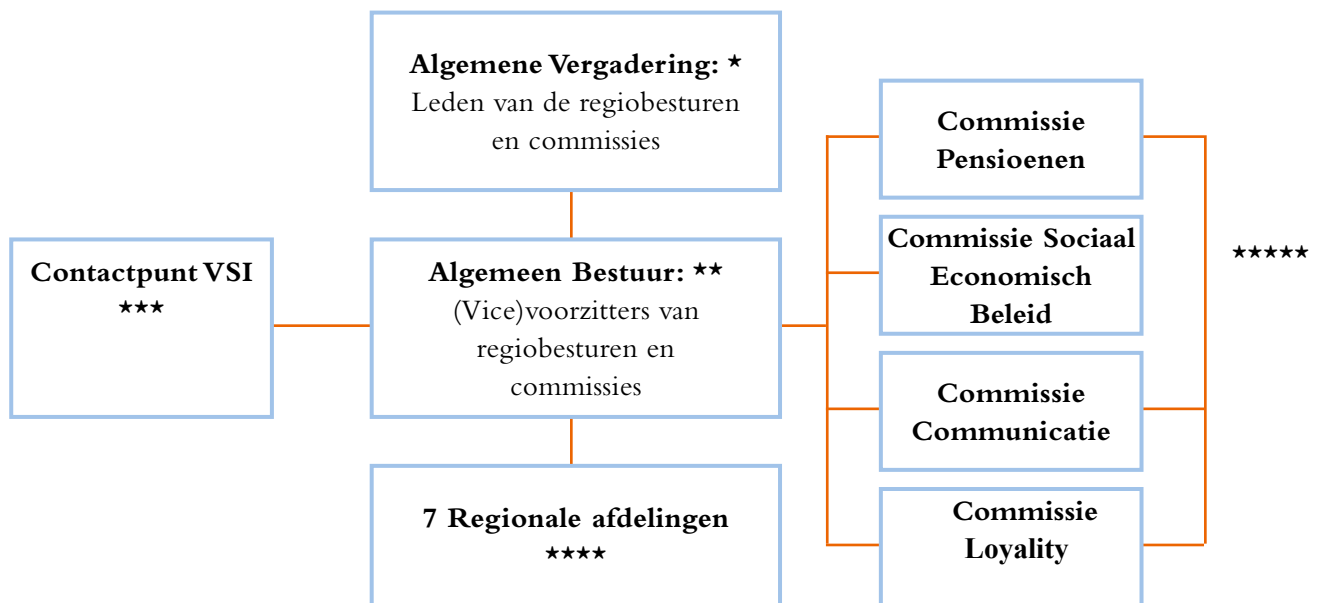 Algemene Vergadering: ★
Leden van de regiobesturen
en commissies
Contactpunt VSI
★★★
Algemeen Bestuur: ★★
(Vice)voorzitters van
regiobesturen en
commissies
7 Regionale afdelingen
★★★★
Commissie
Pensioenen
Commissie Sociaal
Economisch
Beleid
Commissie
Communicatie
Commissie
Loyality
★★★★★